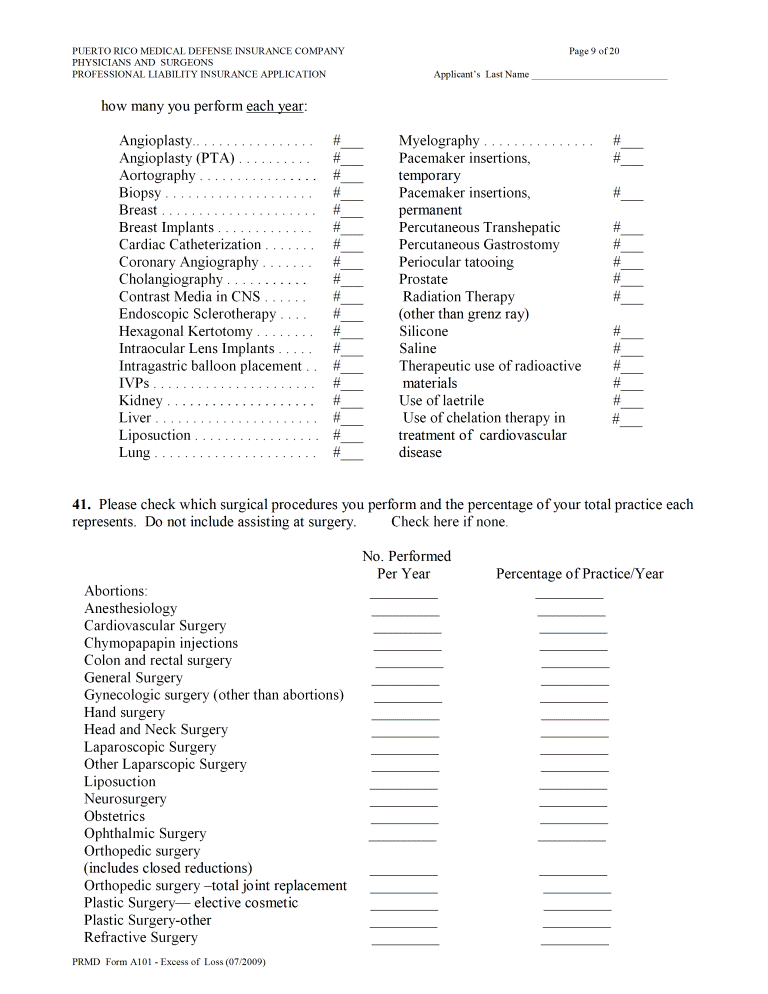 PUERTO RICO MEDICAL DEFENSE INSURANCE COMPANY Page 9 of 20
PHYSICIANS AND SURGEONS
PROFESSIONAL LIABILITY INSURANCE APPLICATION Applicant's Last Name ___________________________
how many you perform each year:
Angioplasty.. . . . . . . . . . . . . . . . #___
Angioplasty (PTA) . . . . . . . . . . #___
Aortography . . . . . . . . . . . . . . . . #___
Biopsy . . . . . . . . . . . . . . . . . . . . #___
Breast . . . . . . . . . . . . . . . . . . . . . #___
Breast Implants . . . . . . . . . . . . . #___
Cardiac Catheterization . . . . . . . #___
Coronary Angiography . . . . . . . #___
Cholangiography . . . . . . . . . . . #___
Contrast Media in CNS . . . . . . #___
Endoscopic Sclerotherapy . . . . #___
Hexagonal Kertotomy . . . . . . . . #___
Intraocular Lens Implants . . . . . #___
Intragastric balloon placement . . #___
IVPs . . . . . . . . . . . . . . . . . . . . . . #___
Kidney . . . . . . . . . . . . . . . . . . . . #___
Liver . . . . . . . . . . . . . . . . . . . . . . #___
Liposuction . . . . . . . . . . . . . . . . . #___
Lung . . . . . . . . . . . . . . . . . . . . . . #___
Myelography . . . . . . . . . . . . . . . #___
Pacemaker insertions, #___
temporary
Pacemaker insertions, #___
permanent
Percutaneous Transhepatic #___
Percutaneous Gastrostomy #___
Periocular tatooing #___
Prostate #___
Radiation Therapy #___
(other than grenz ray)
Silicone #___
Saline #___
Therapeutic use of radioactive #___
materials #___
Use of laetrile #___
Use of chelation therapy in #___
treatment of cardiovascular
disease
41. Please check which surgical procedures you perform and the percentage of your total practice each
represents. Do not include assisting at surgery. Check here if none.
No. Performed
Per Year Percentage of Practice/Year
Abortions: _________ _________
Anesthesiology _________ _________
Cardiovascular Surgery _________ _________
Chymopapapin injections _________ _________
Colon and rectal surgery _________ _________
General Surgery _________ _________
Gynecologic surgery (other than abortions) _________ _________
Hand surgery _________ _________
Head and Neck Surgery _________ _________
Laparoscopic Surgery _________ _________
Other Laparscopic Surgery _________ _________
Liposuction _________ _________
Neurosurgery _________ _________
Obstetrics _________ _________
Ophthalmic Surgery _________ _________
Orthopedic surgery
(includes closed reductions) _________ _________
Orthopedic surgery –total joint replacement _________ _________
Plastic Surgery— elective cosmetic _________ _________
Plastic Surgery-other _________ _________
Refractive Surgery _________ _________
PRMD Form A101 - Excess of Loss (07/2009)